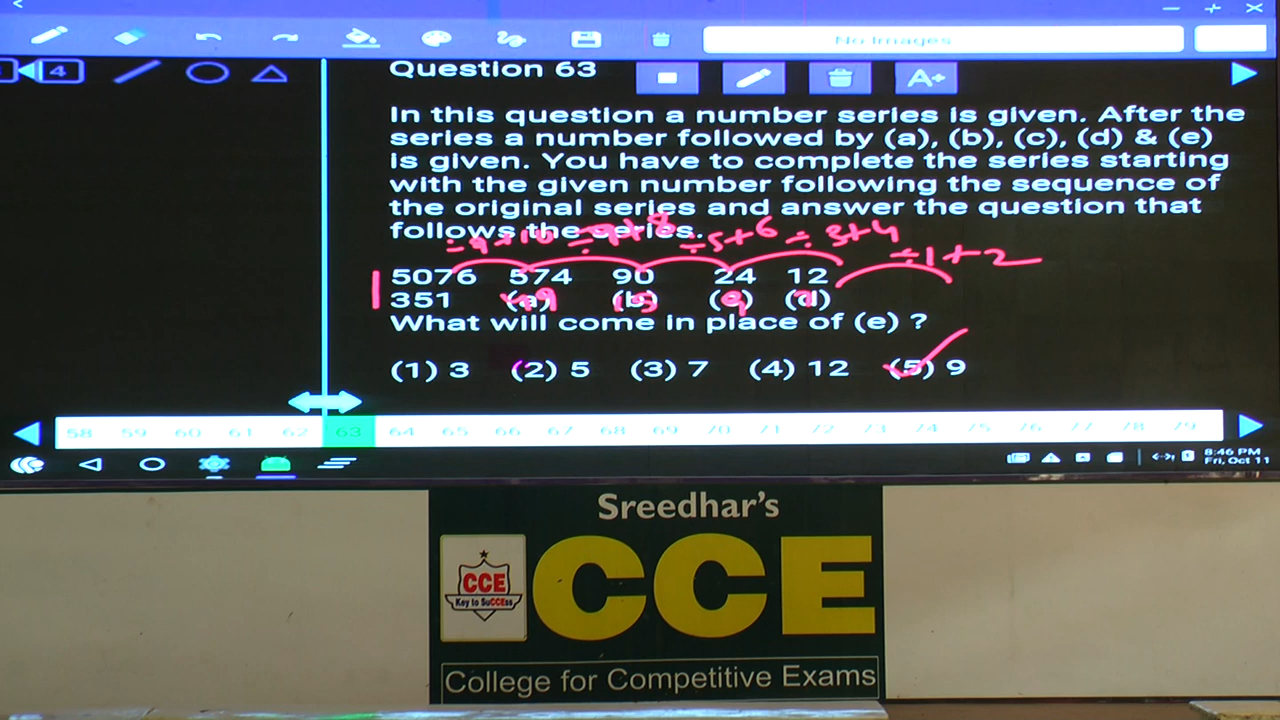 No Images
4
Question 63
A+
In this question a number series is given. After the
series a number followed by (a), (b), (c), (d) & (e)
is given. You have to complete the series starting
with the given number following the sequence of
the original series and answer the question that
follows the series.
÷9+10 ÷7+8 ÷5+6 ÷3+4 ÷1+2
5076 574 90 24 12
351 (a) (b) (c) (d)
What will come in place of (e) ?
(1) 3 (2) 5 (3) 7 (4) 12 (5) 9
58 59 60 61 62 63 64 65 66 67 68 69 70 71 72 73 74 75 76 77 78 79
8:46 PM
Fri, Oct 11
Sreedhar's
CCE
Key to SuCCEss
CCE
College for Competitive Exams